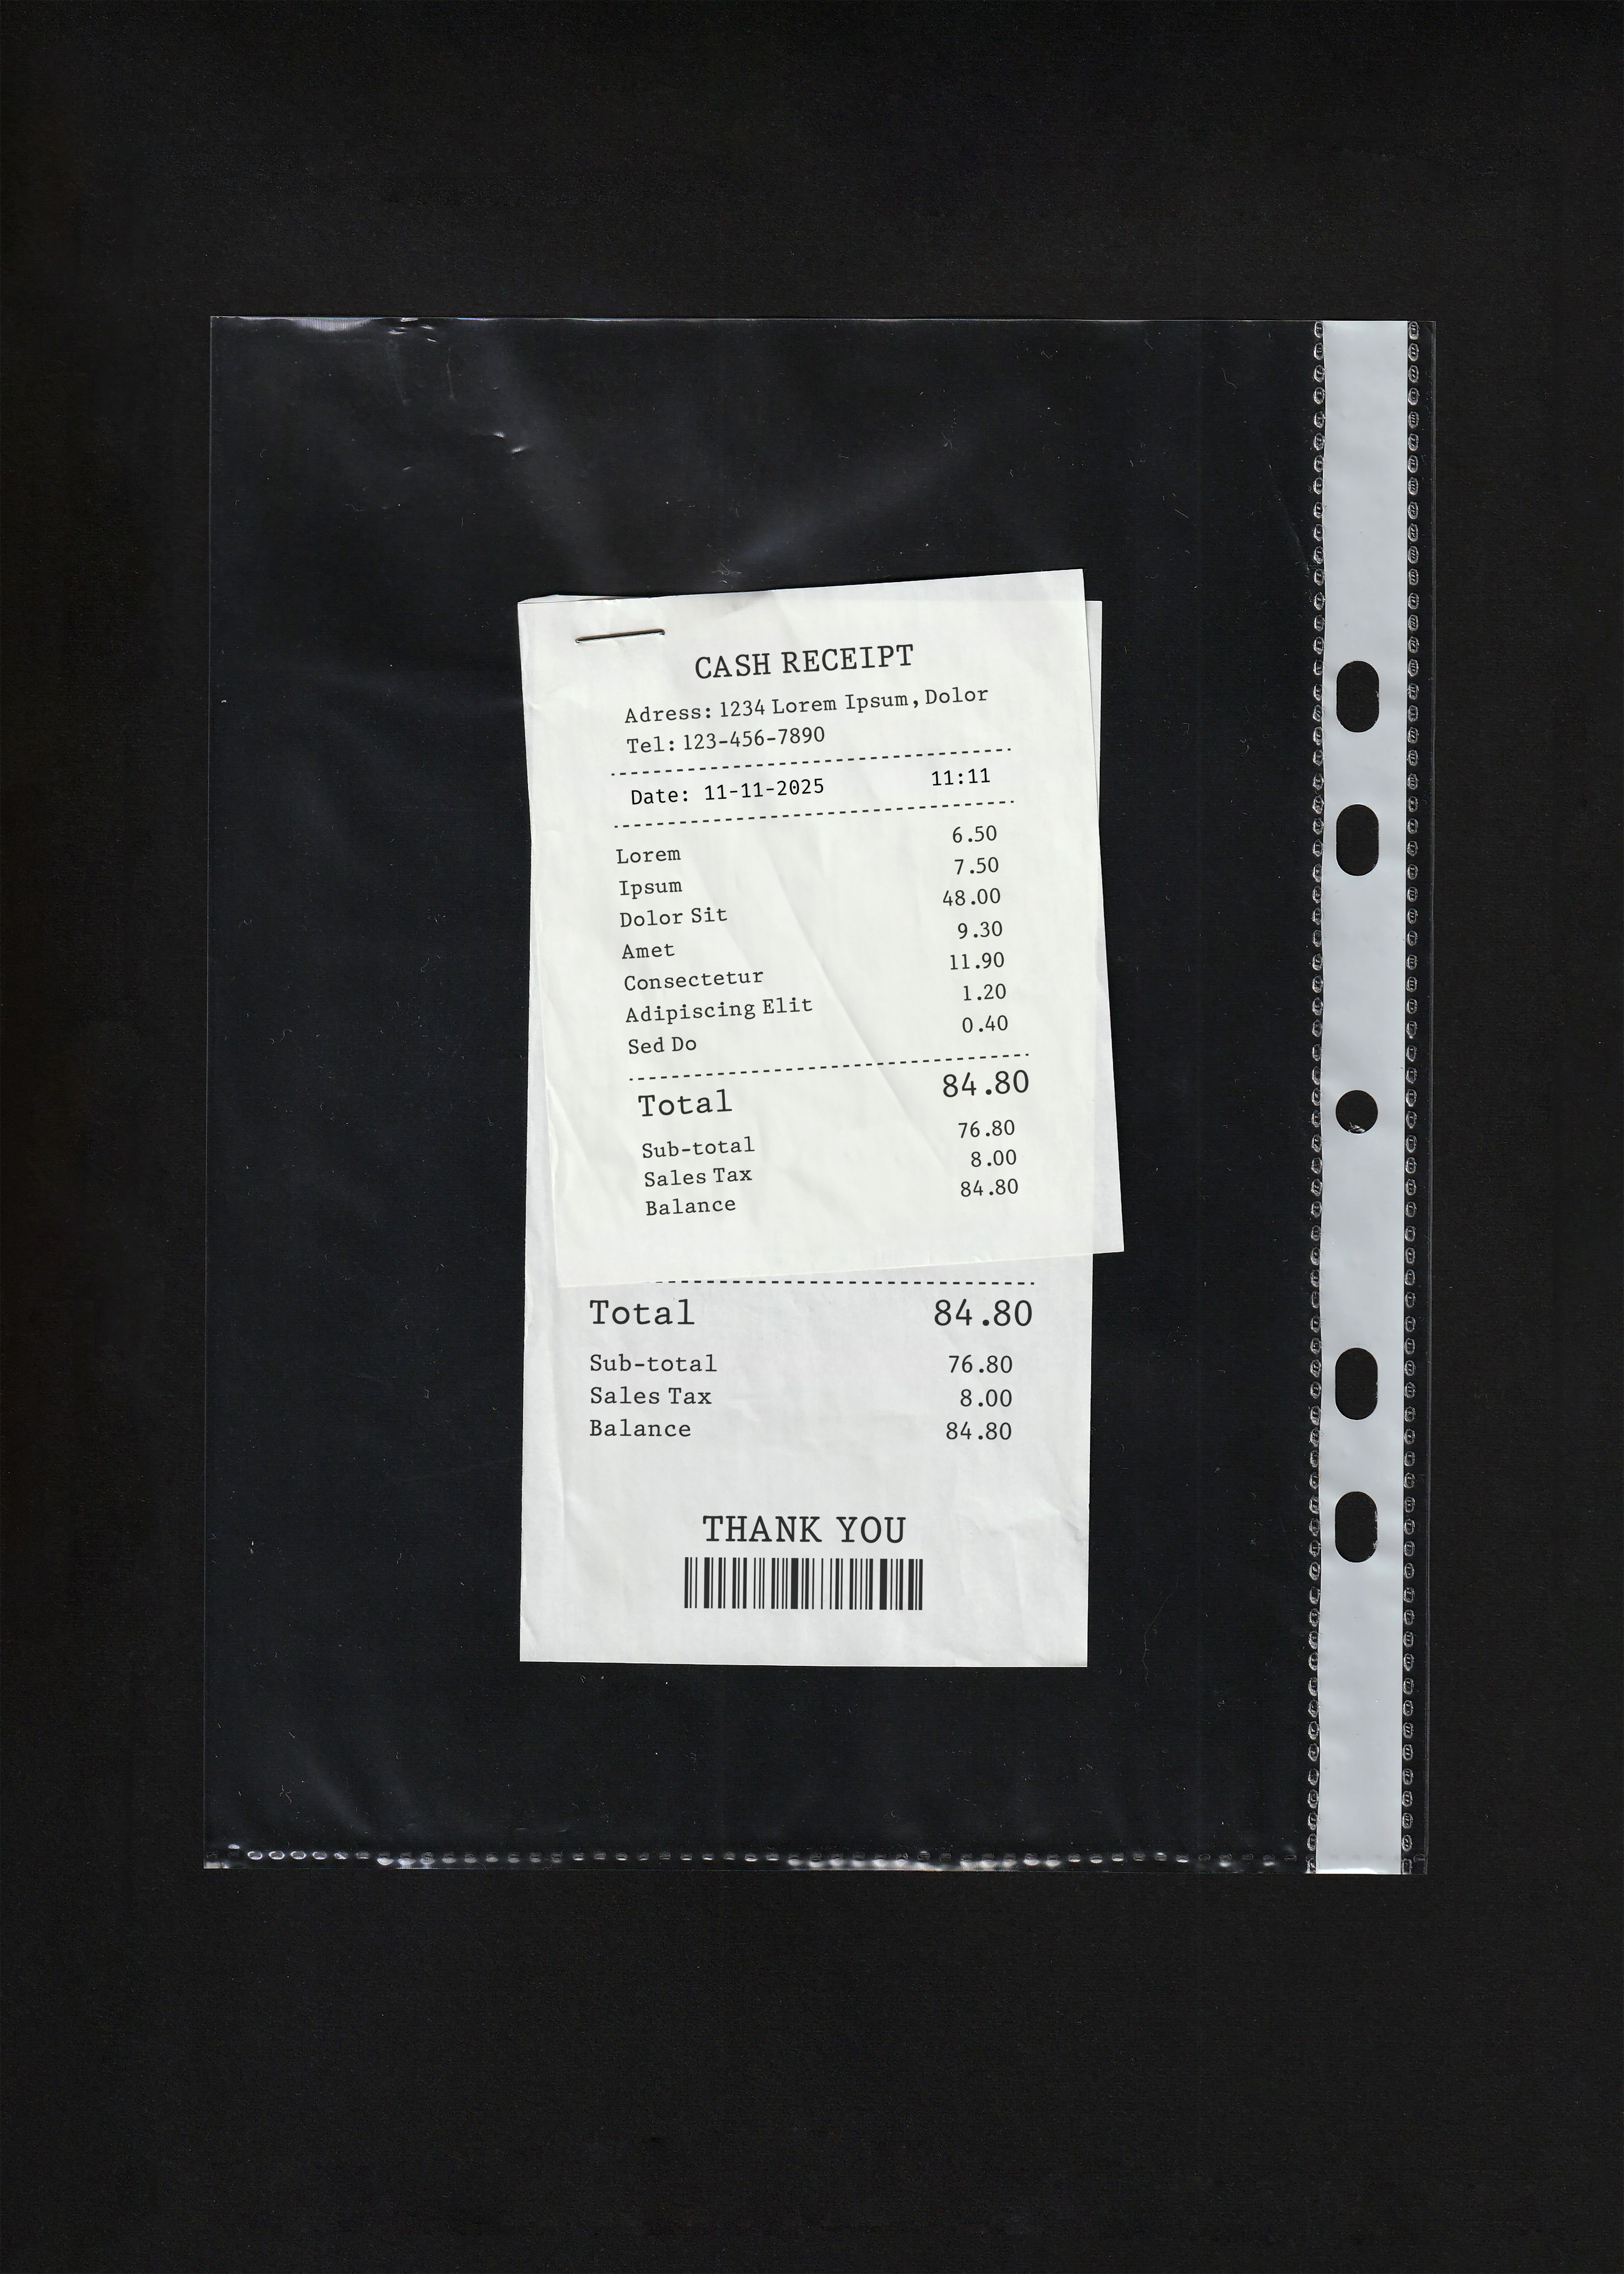 CASH RECEIPT
Adress: 1234 Lorem Ipsum, Dolor
Tel: 123-456-7890
Date: 11-11-2025 11:11
Lorem 6.50
Ipsum 7.50
Dolor Sit 48.00
Amet 9.30
Consectetur 11.90
Adipiscing Elit 1.20
Sed Do 0.40
Total 84.80
Sub-total 76.80
Sales Tax 8.00
Balance 84.80
Total 84.80
Sub-total 76.80
Sales Tax 8.00
Balance 84.80
THANK YOU